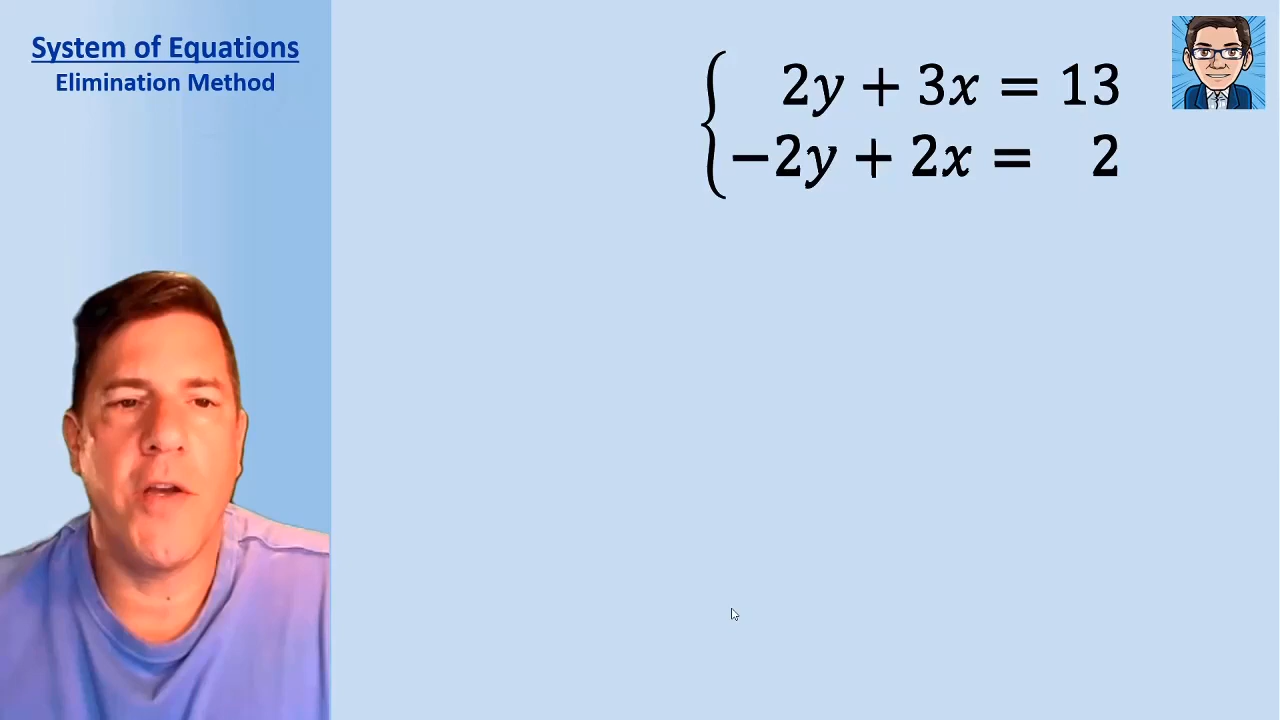 System of Equations
Elimination Method
2y + 3x = 13
−2y + 2x = 2